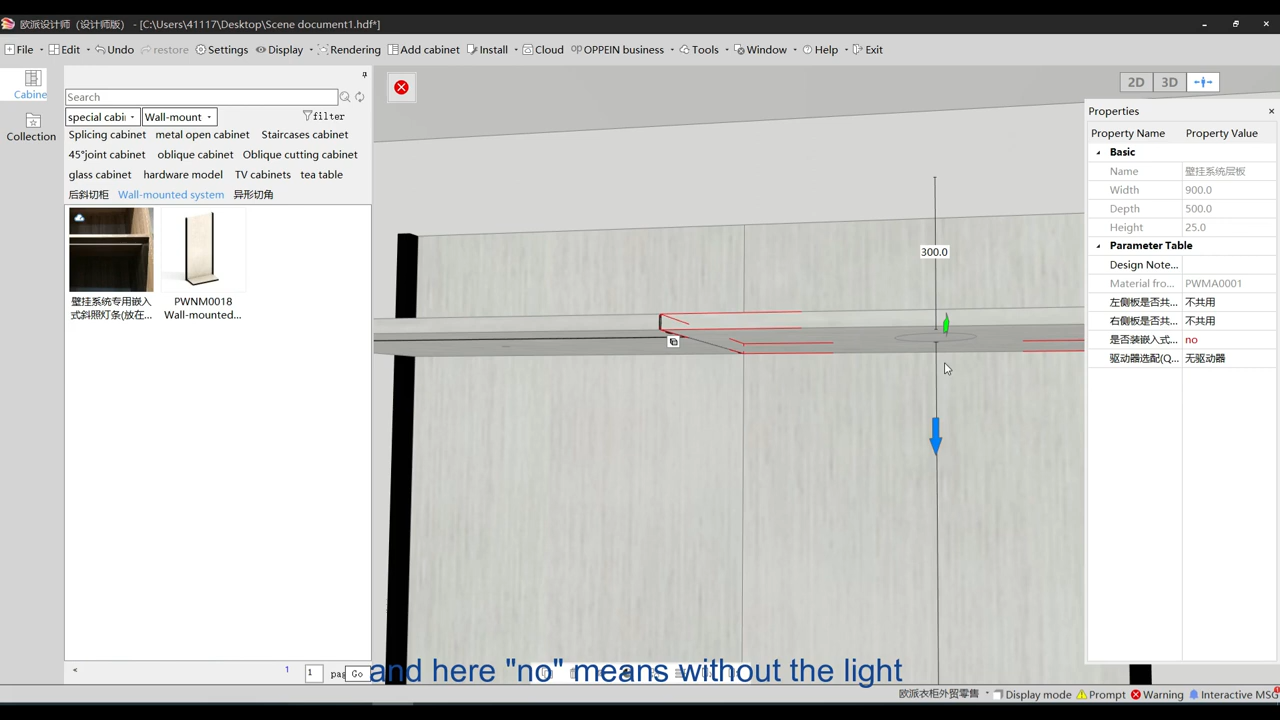 欧派设计师（设计师版） - [C:\Users\41117\Desktop\Scene document1.hdf*]
File Edit Undo restore Settings Display Rendering Add cabinet Install Cloud OPPEIN business Tools Window Help Exit
Cabine
Collection
Search
special cabi Wall-mount filter
Splicing cabinet metal open cabinet Staircases cabinet
45°joint cabinet oblique cabinet Oblique cutting cabinet
glass cabinet hardware model TV cabinets tea table
后斜切柜 Wall-mounted system 异形切角
壁挂系统专用嵌入
式斜照灯条(放在...
PWNM0018
Wall-mounted...
< 1 1 pag Go
2D 3D
300.0
Properties
Property Name Property Value
Basic
Name 壁挂系统层板
Width 900.0
Depth 500.0
Height 25.0
Parameter Table
Design Note...
Material fro... PWMA0001
左侧板是否共... 不共用
右侧板是否共... 不共用
是否装嵌入式... no
驱动器选配(Q... 无驱动器
and here "no" means without the light
欧派衣柜外贸零售 Display mode Prompt Warning Interactive MSG